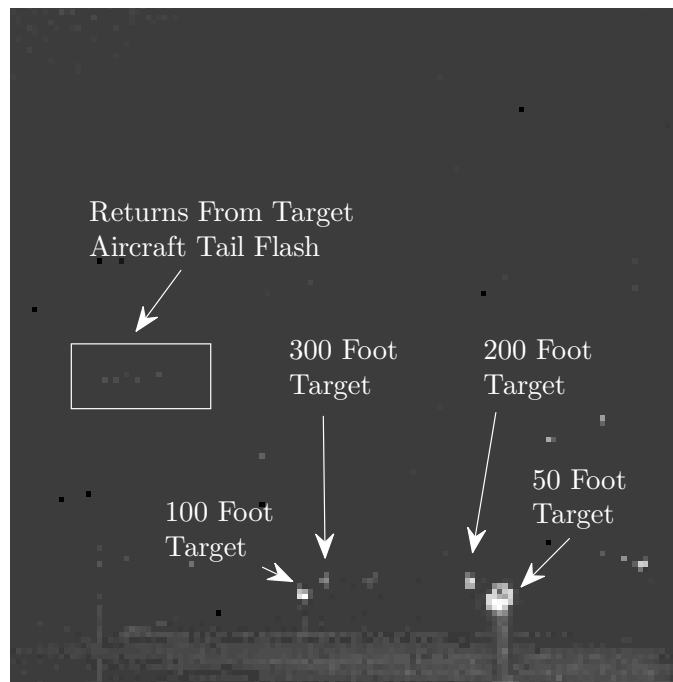 Returns From Target
Aircraft Tail Flash
300 Foot
Target
200 Foot
Target
50 Foot
Target
100 Foot
Target